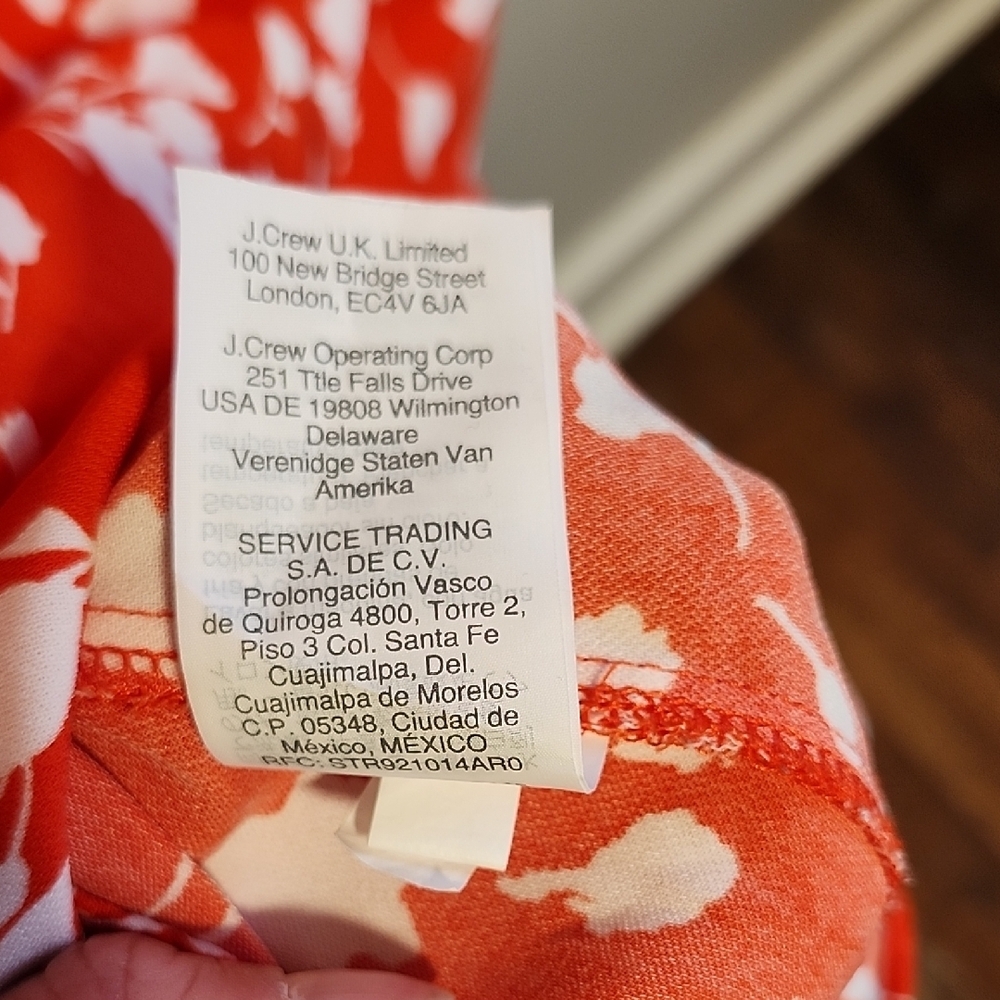 J.Crew U.K. Limited
100 New Bridge Street
London, EC4V 6JA
J.Crew Operating Corp
251 Ttle Falls Drive
USA DE 19808 Wilmington
Delaware
Verenidge Staten Van
Amerika
SERVICE TRADING
S.A. DE C.V.
Prolongación Vasco
de Quiroga 4800, Torre 2,
Piso 3 Col. Santa Fe
Cuajimalpa, Del.
Cuajimalpa de Morelos
C.P. 05348, Ciudad de
México, MÉXICO
RFC: STR921014AR0